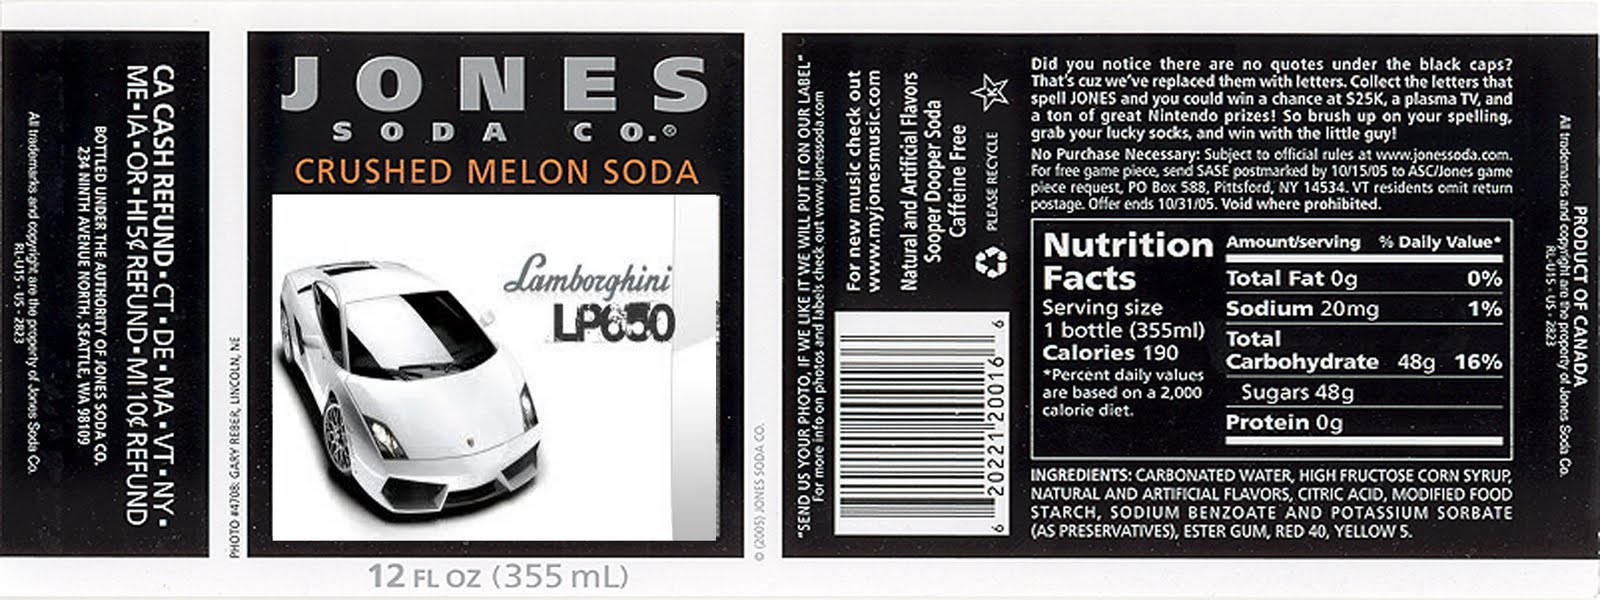 CA CASH REFUND • CT • DE • MA • VT • NY •
ME • IA • OR • HI 5¢ REFUND • MI 10¢ REFUND
BOTTLED UNDER THE AUTHORITY OF JONES SODA CO.
234 NINTH AVENUE NORTH, SEATTLE, WA 98109
All trademarks and copyright are the property of Jones Soda Co.
RL-U15 - US - 2823
PHOTO #4708: GARY REBER, LINCOLN, NE
JONES
SODA CO.®
CRUSHED MELON SODA
Lamborghini
LP650
12 FL OZ (355 mL)
© (2005) JONES SODA CO.
"SEND US YOUR PHOTO, IF WE LIKE IT WE WILL PUT IT ON OUR LABEL"
For more info on photos and labels check out www.jonessoda.com
For new music check out
www.myjonesmusic.com
Natural and Artificial Flavors
Sooper Dooper Soda
Caffeine Free
PLEASE RECYCLE
K
6 20221 20016 6
Did you notice there are no quotes under the black caps?
That's cuz we've replaced them with letters. Collect the letters that
spell JONES and you could win a chance at $25K, a plasma TV, and
a ton of great Nintendo prizes! So brush up on your spelling,
grab your lucky socks, and win with the little guy!
No Purchase Necessary: Subject to official rules at www.jonessoda.com.
For free game piece, send SASE postmarked by 10/15/05 to ASC/Jones game
piece request, PO Box 588, Pittsford, NY 14534. VT residents omit return
postage. Offer ends 10/31/05. Void where prohibited.
Nutrition
Facts
Serving size
1 bottle (355ml)
Calories 190
*Percent daily values
are based on a 2,000
calorie diet.
Amount/serving % Daily Value*
Total Fat 0g 0%
Sodium 20mg 1%
Total
Carbohydrate 48g 16%
Sugars 48g
Protein 0g
INGREDIENTS: CARBONATED WATER, HIGH FRUCTOSE CORN SYRUP,
NATURAL AND ARTIFICIAL FLAVORS, CITRIC ACID, MODIFIED FOOD
STARCH, SODIUM BENZOATE AND POTASSIUM SORBATE
(AS PRESERVATIVES), ESTER GUM, RED 40, YELLOW 5.
PRODUCT OF CANADA
All trademarks and copyright are the property of Jones Soda Co.
RL-U15 - US - 2823